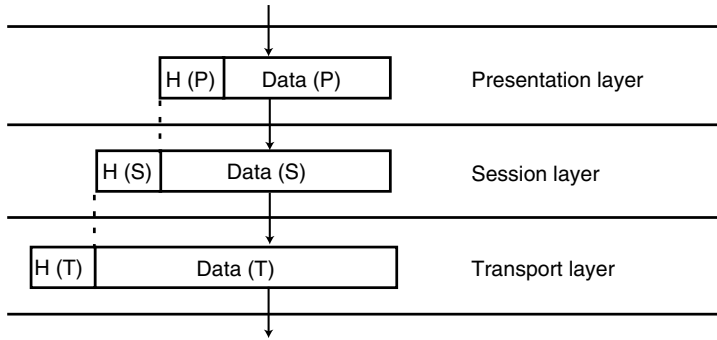 H (P) Data (P) Presentation layer
H (S) Data (S) Session layer
H (T) Data (T) Transport layer